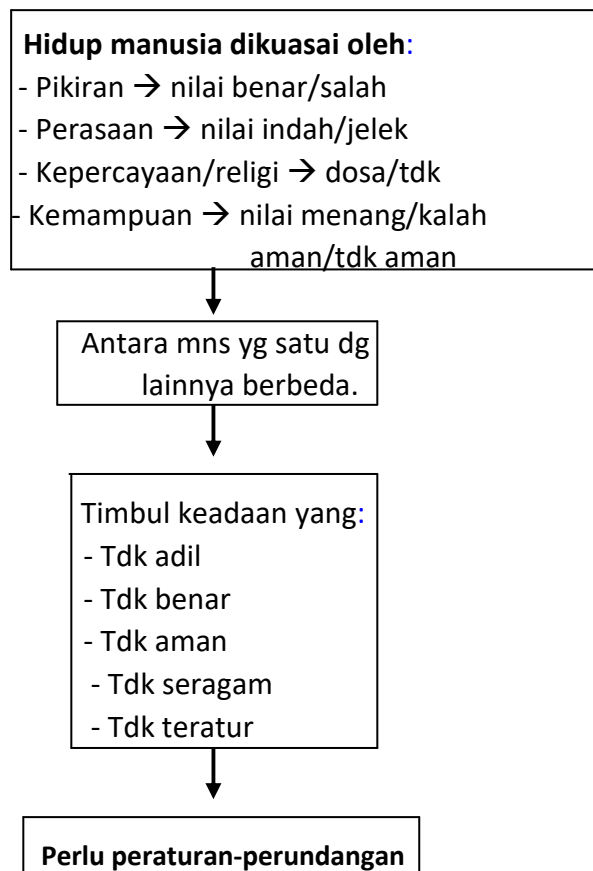 Hidup manusia dikuasai oleh:
- Pikiran → nilai benar/salah
- Perasaan → nilai indah/jelek
- Kepercayaan/religi → dosa/tdk
- Kemampuan → nilai menang/kalah
aman/tdk aman
Antara mns yg satu dg
lainnya berbeda.
Timbul keadaan yang:
- Tdk adil
- Tdk benar
- Tdk aman
- Tdk seragam
- Tdk teratur
Perlu peraturan-perundangan